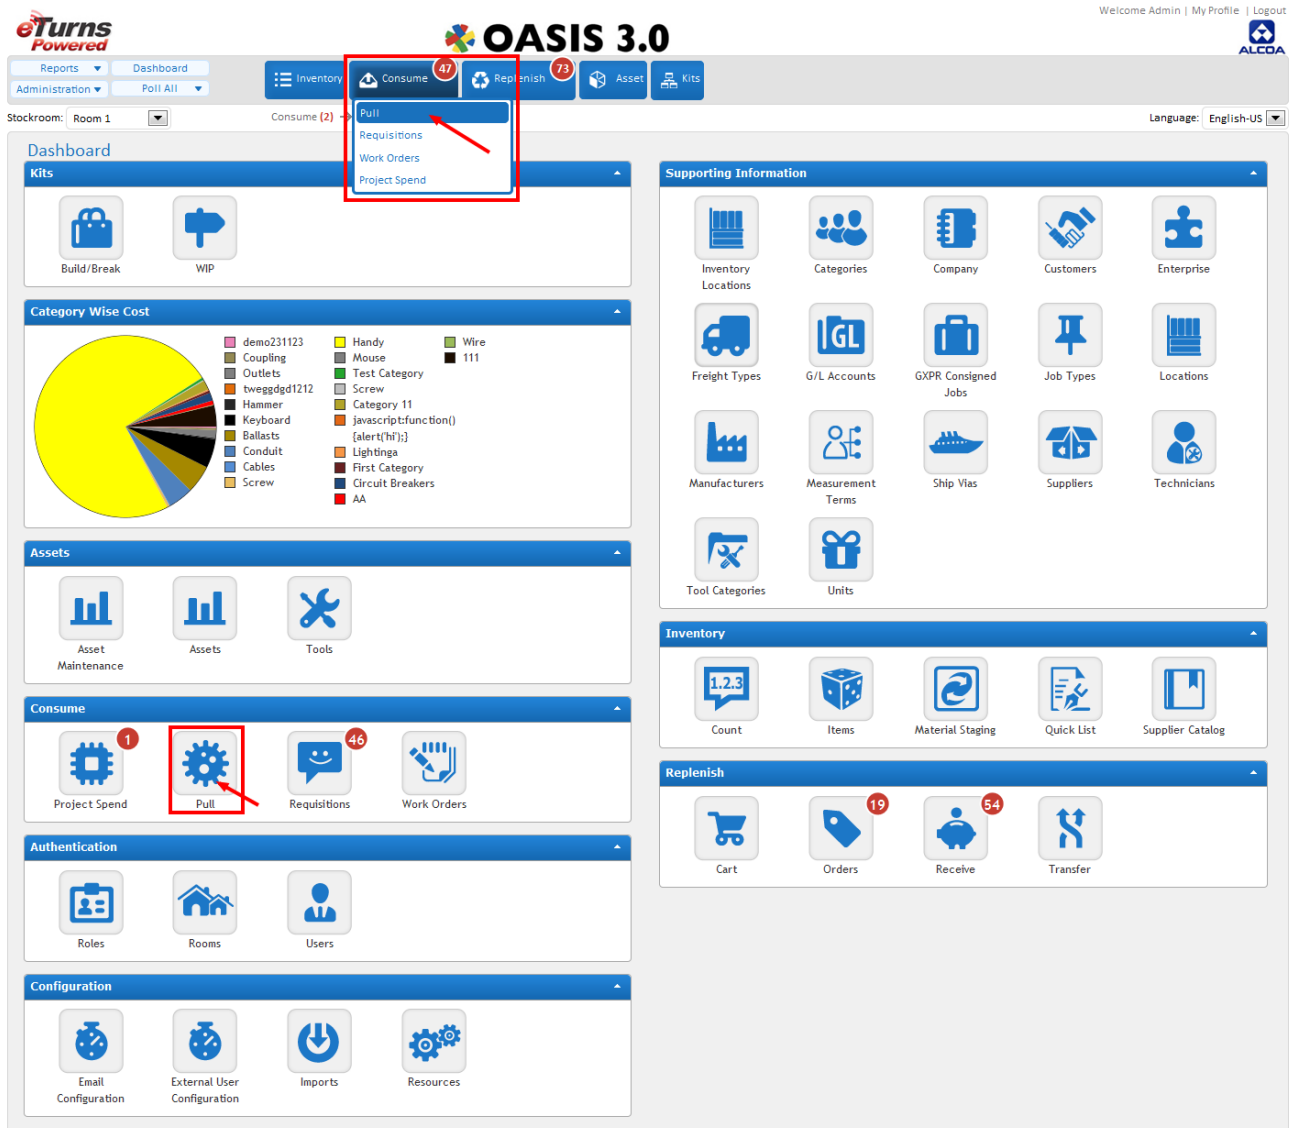 Welcome Admin | My Profile | Logout
eTurns
Powered
OASIS 3.0
ALCOA
Reports
Dashboard
Administration
Poll All
Inventory
Consume
47
Replenish
73
Asset
Kits
Stockroom:
Room 1
Consume (2)
Language:
English-US
Pull
Requisitions
Work Orders
Project Spend
Dashboard
Kits
Build/Break
WIP
Category Wise Cost
demo231123
Coupling
Outlets
tweggdgd1212
Hammer
Keyboard
Ballasts
Conduit
Cables
Screw
Handy
Mouse
Test Category
Screw
Category 11
javascript:function()
{alert('hi');}
Lightinga
First Category
Circuit Breakers
AA
Wire
111
Assets
Asset
Maintenance
Assets
Tools
Consume
1
46
Project Spend
Pull
Requisitions
Work Orders
Authentication
Roles
Rooms
Users
Configuration
Email
Configuration
External User
Configuration
Imports
Resources
Supporting Information
Inventory
Locations
Categories
Company
Customers
Enterprise
GL
Freight Types
G/L Accounts
GXPR Consigned
Jobs
Job Types
Locations
Manufacturers
Measurement
Terms
Ship Vias
Suppliers
Technicians
Tool Categories
Units
Inventory
1.2.3
Count
Items
Material Staging
Quick List
Supplier Catalog
Replenish
19
54
Cart
Orders
Receive
Transfer